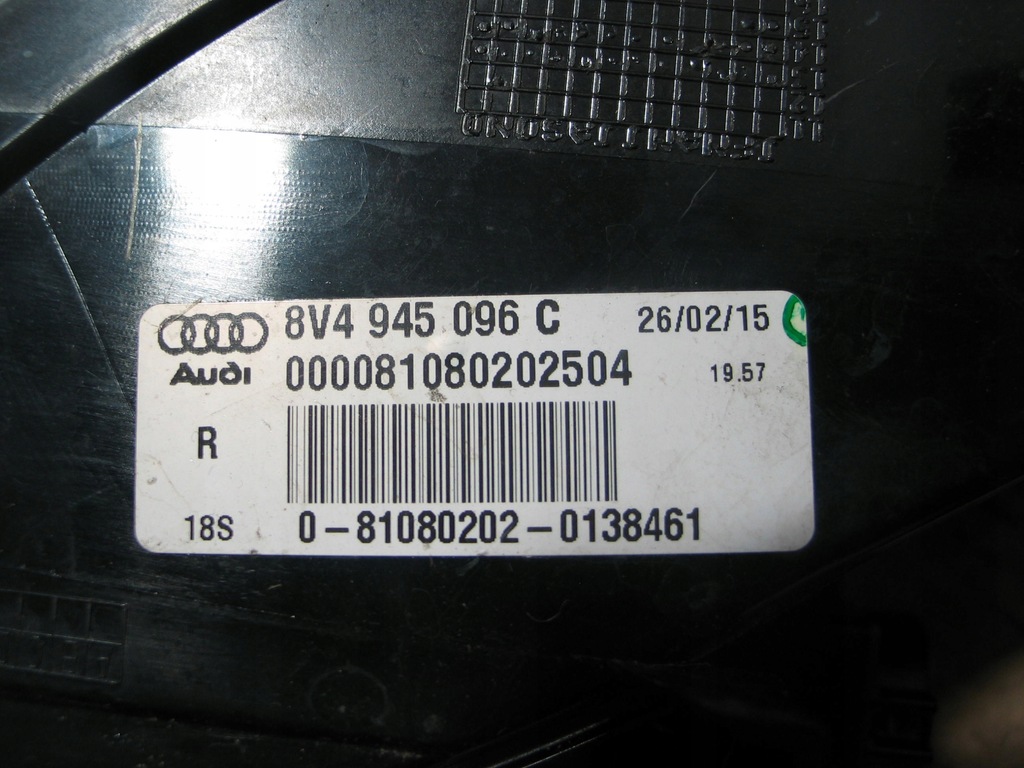 8V4 945 096 C 26/02/15
Audi 000081080202504 19.57
R
18S 0-81080202-0138461